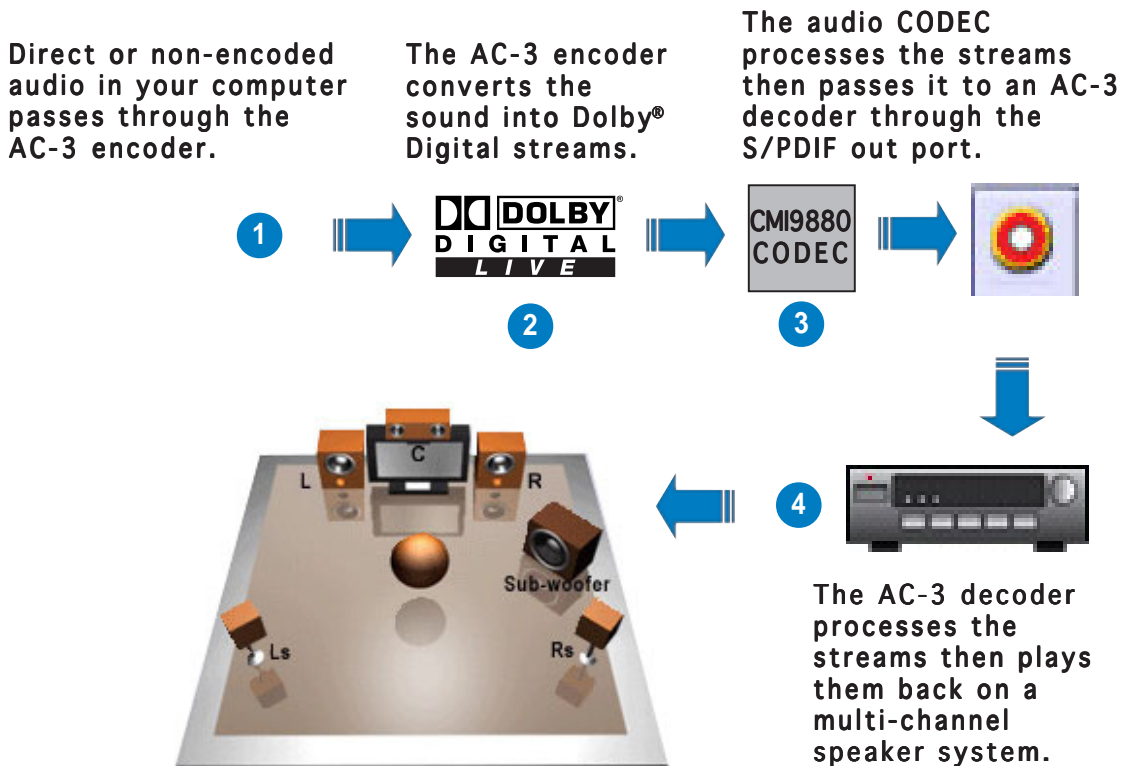 Direct or non-encoded
audio in your computer
passes through the
AC-3 encoder.
The AC-3 encoder
converts the
sound into Dolby®
Digital streams.
The audio CODEC
processes the streams
then passes it to an AC-3
decoder through the
S/PDIF out port.
1
DOLBY®
DIGITAL
LIVE
2
CMI9880
CODEC
3
4
The AC-3 decoder
processes the
streams then plays
them back on a
multi-channel
speaker system.
C
L
R
Sub-woofer
Ls
Rs